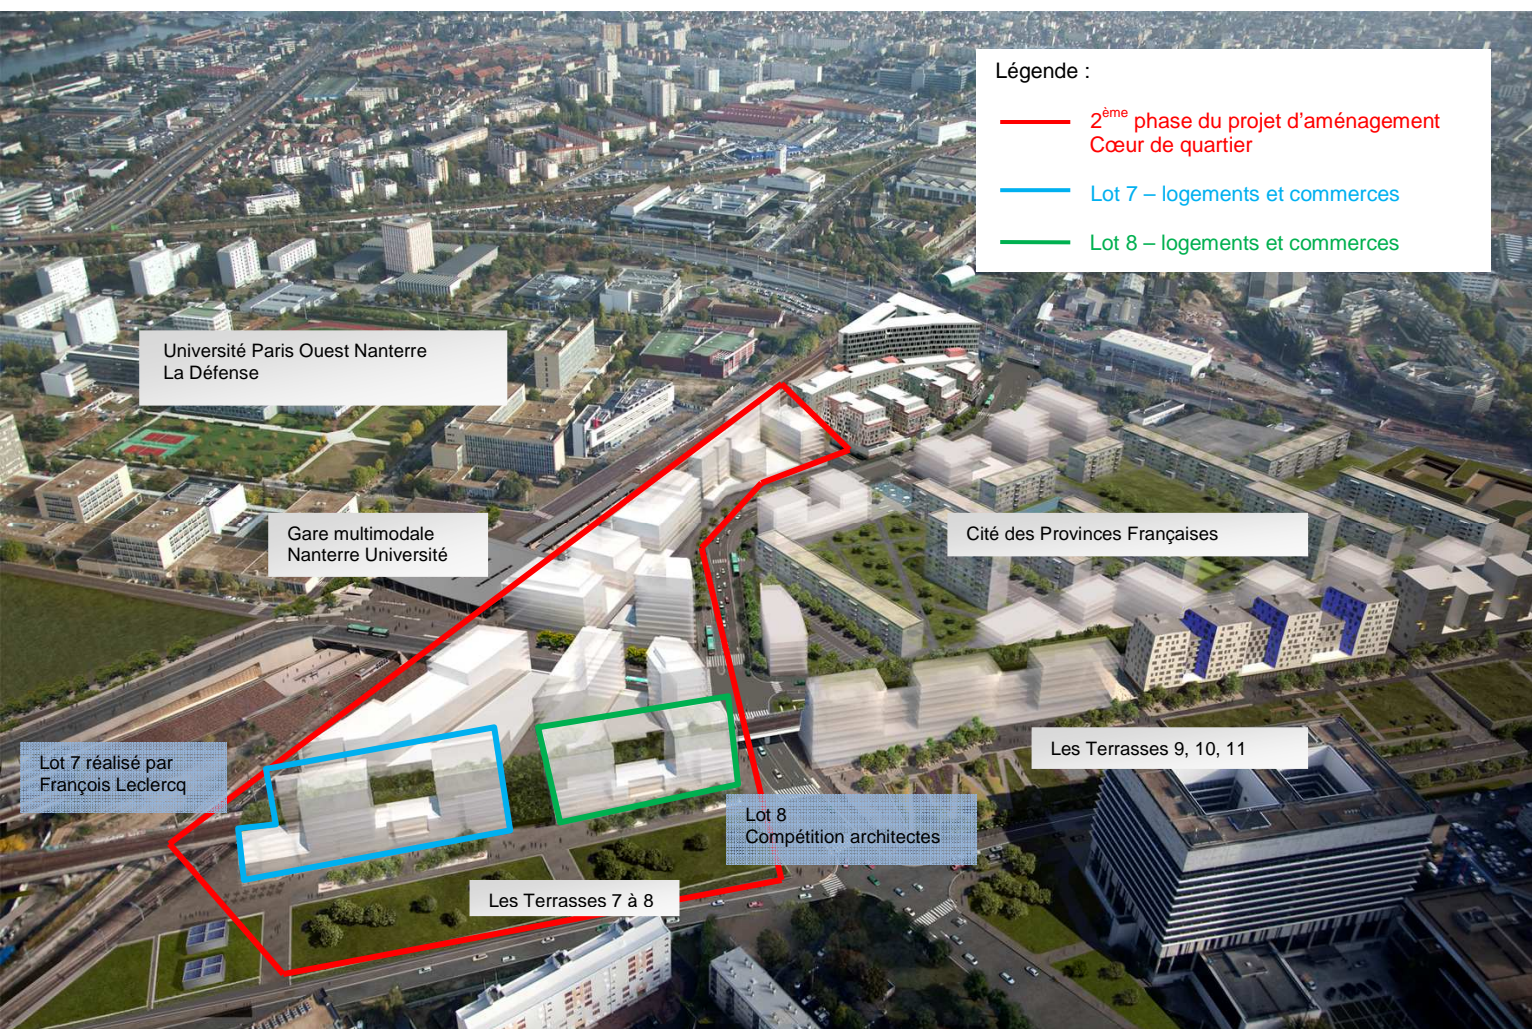 Légende :
2ème phase du projet d'aménagement
Cœur de quartier
Lot 7 – logements et commerces
Lot 8 – logements et commerces
Université Paris Ouest Nanterre
La Défense
Gare multimodale
Nanterre Université
Cité des Provinces Françaises
Les Terrasses 9, 10, 11
Lot 7 réalisé par
François Leclercq
Lot 8
Compétition architectes
Les Terrasses 7 à 8